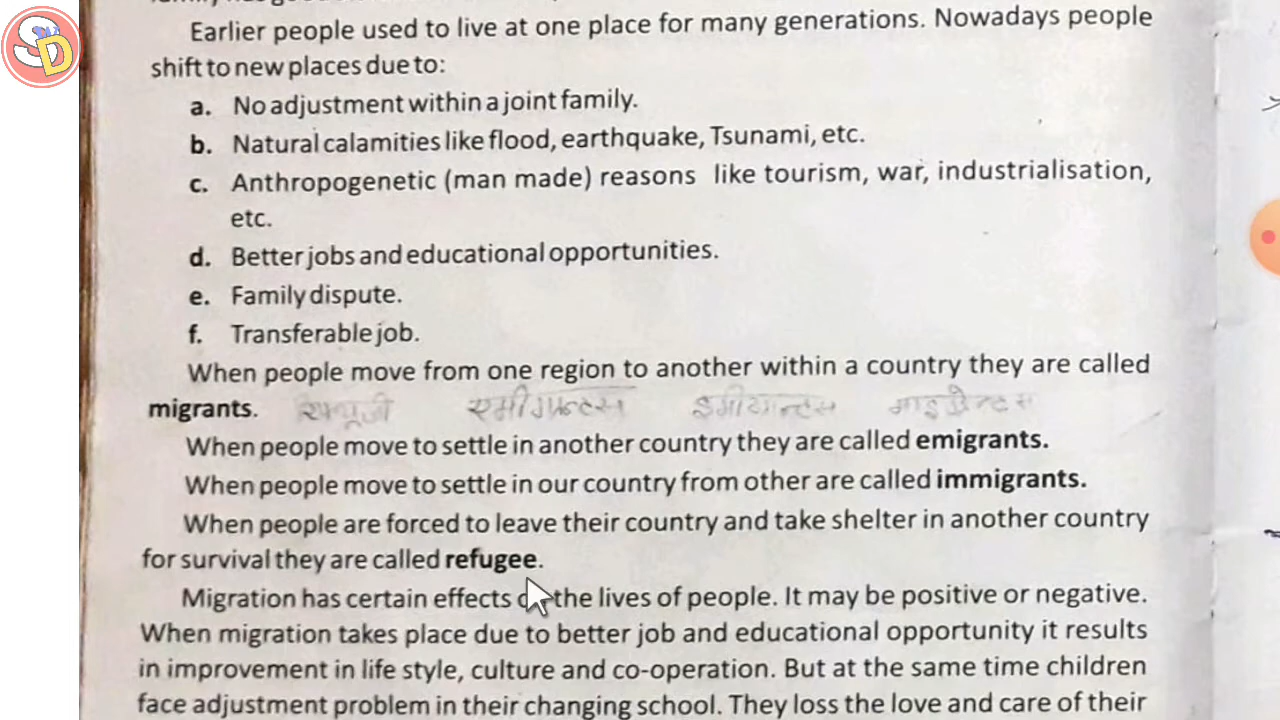 SD
Earlier people used to live at one place for many generations. Nowadays people
shift to new places due to:
a. No adjustment within a joint family.
b. Natural calamities like flood, earthquake, Tsunami, etc.
c. Anthropogenetic (man made) reasons like tourism, war, industrialisation,
etc.
d. Better jobs and educational opportunities.
e. Family dispute.
f. Transferable job.
When people move from one region to another within a country they are called
migrants. रिफ्यूजी एमीग्रन्टस इमीग्रान्टस माइग्रेन्टस
When people move to settle in another country they are called emigrants.
When people move to settle in our country from other are called immigrants.
When people are forced to leave their country and take shelter in another country
for survival they are called refugee.
Migration has certain effects the lives of people. It may be positive or negative.
When migration takes place due to better job and educational opportunity it results
in improvement in life style, culture and co-operation. But at the same time children
face adjustment problem in their changing school. They loss the love and care of their